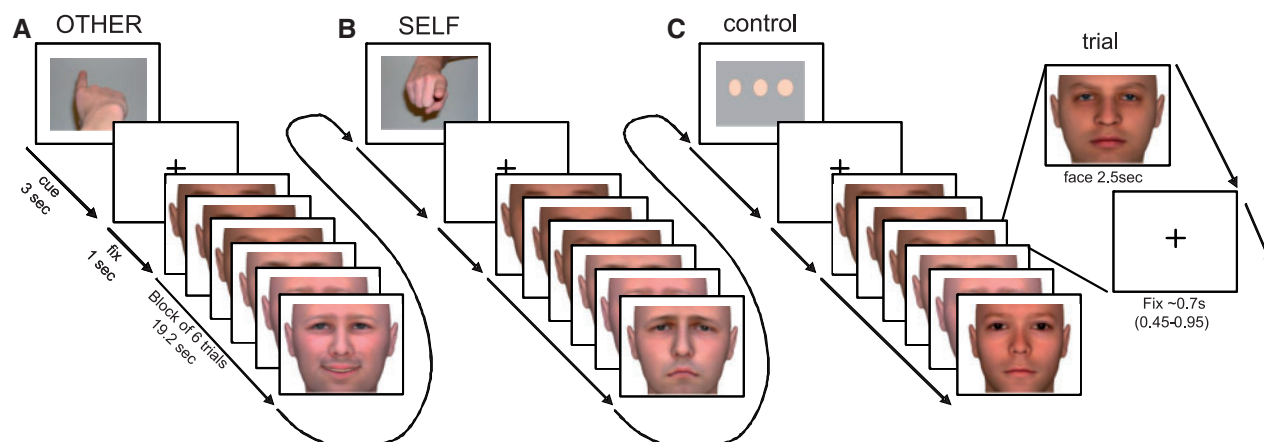 A OTHER
B SELF
C control
trial
face 2.5sec
Fix ~0.7s
(0.45-0.95)
cue
3 sec
fix
1 sec
Block of 6 trials
19.2 sec